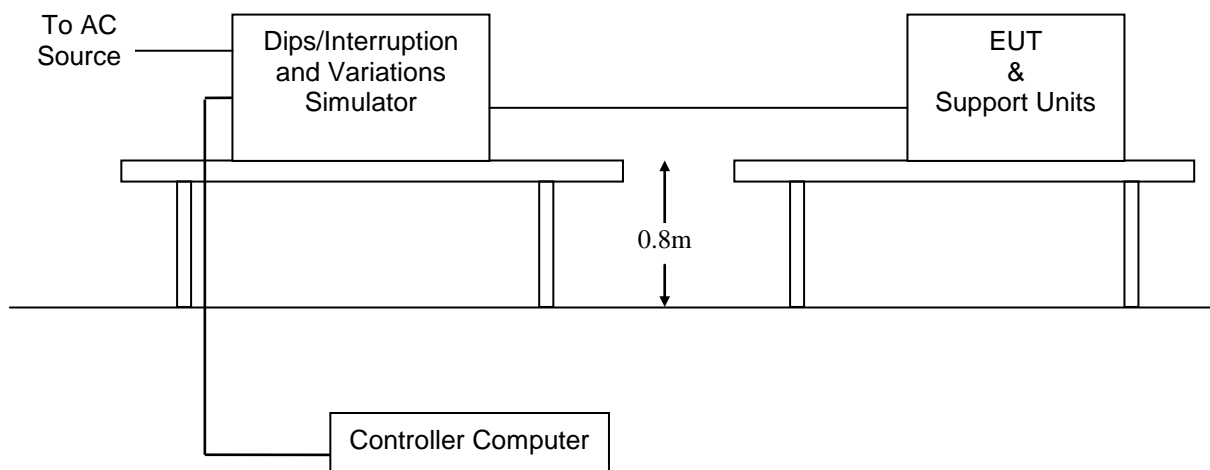 To AC
Source
Dips/Interruption
and Variations
Simulator
EUT
&
Support Units
0.8m
Controller Computer